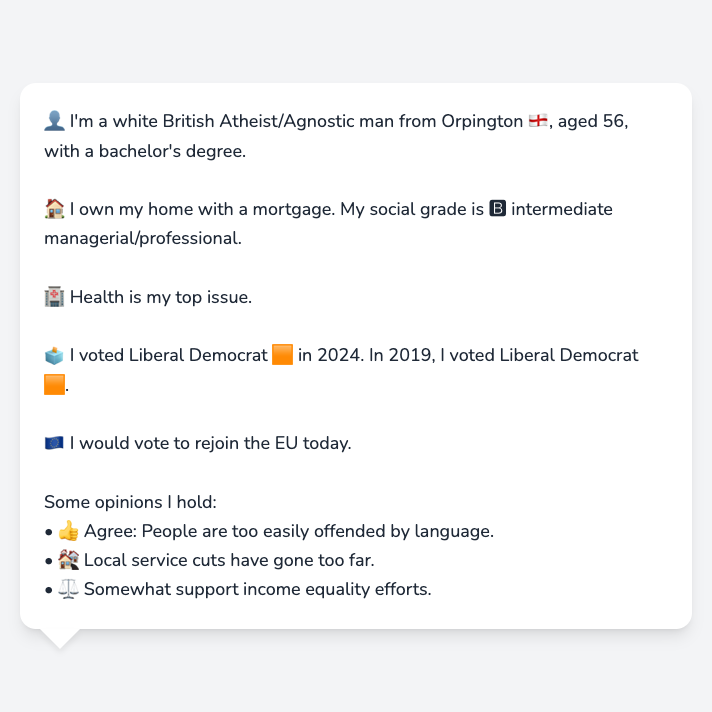 👤 I'm a white British Atheist/Agnostic man from Orpington 🏴󠁧󠁢󠁥󠁮󠁧󠁿, aged 56,
with a bachelor's degree.
🏠 I own my home with a mortgage. My social grade is 🅱 intermediate
managerial/professional.
🏥 Health is my top issue.
🗳️ I voted Liberal Democrat 🟧 in 2024. In 2019, I voted Liberal Democrat
🟧.
🇪🇺 I would vote to rejoin the EU today.
Some opinions I hold:
• 👍 Agree: People are too easily offended by language.
• 🏚️ Local service cuts have gone too far.
• ⚖️ Somewhat support income equality efforts.